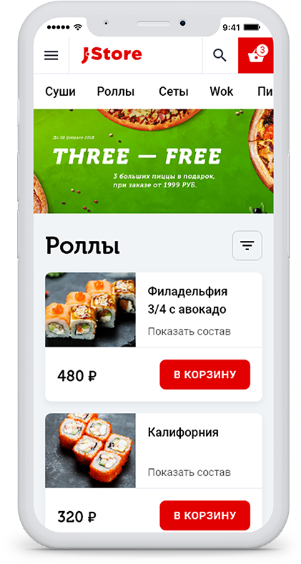 9:41
JStore
3
Суши Роллы Сеты Wok Пи
До 28 февраля 2018
THREE — FREE
3 больших пиццы в подарок,
при заказе от 1999 РУБ.
Роллы
Филадельфия
3/4 с авокадо
Показать состав
480 ₽
В КОРЗИНУ
Калифорния
Показать состав
320 ₽
В КОРЗИНУ